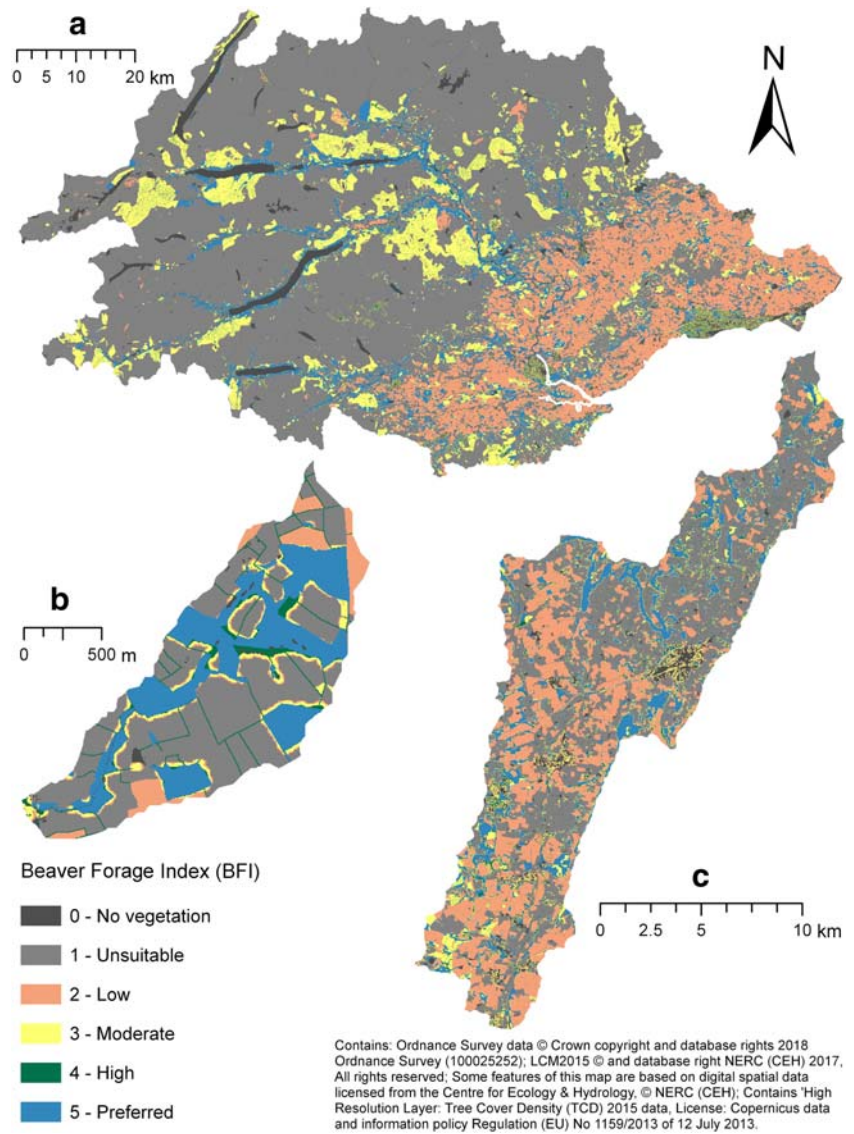 a
0 10 20 km
N
b
0 500 m
c
0 2.5 5 10 km
Beaver Forage Index (BFI)
0 - No vegetation
1 - Unsuitable
2 - Low
3 - Moderate
4 - High
5 - Preferred
Contains: Ordnance Survey data © Crown copyright and database rights 2018
Ordnance Survey (100025252); LCM2015 © and database right NERC (CEH) 2017,
All rights reserved; Some features of this map are based on digital spatial data
licensed from the Centre for Ecology & Hydrology, © NERC (CEH); Contains 'High
Resolution Layer: Tree Cover Density (TCD) 2015 data, License: Copernicus data
and information policy Regulation (EU) No 1159/2013 of 12 July 2013.